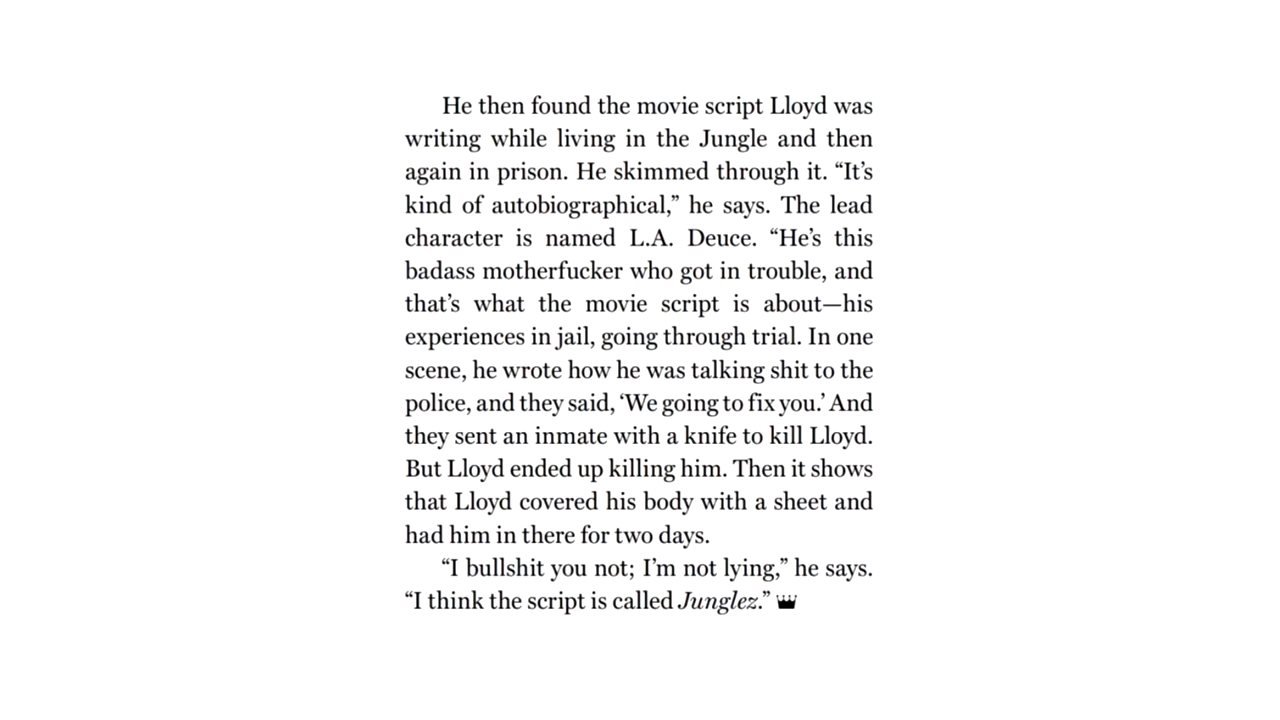 He then found the movie script Lloyd was
writing while living in the Jungle and then
again in prison. He skimmed through it. “It’s
kind of autobiographical,” he says. The lead
character is named L.A. Deuce. “He’s this
badass motherfucker who got in trouble, and
that’s what the movie script is about—his
experiences in jail, going through trial. In one
scene, he wrote how he was talking shit to the
police, and they said, ‘We going to fix you.’ And
they sent an inmate with a knife to kill Lloyd.
But Lloyd ended up killing him. Then it shows
that Lloyd covered his body with a sheet and
had him in there for two days.
“I bullshit you not; I’m not lying,” he says.
“I think the script is called Junglez.”